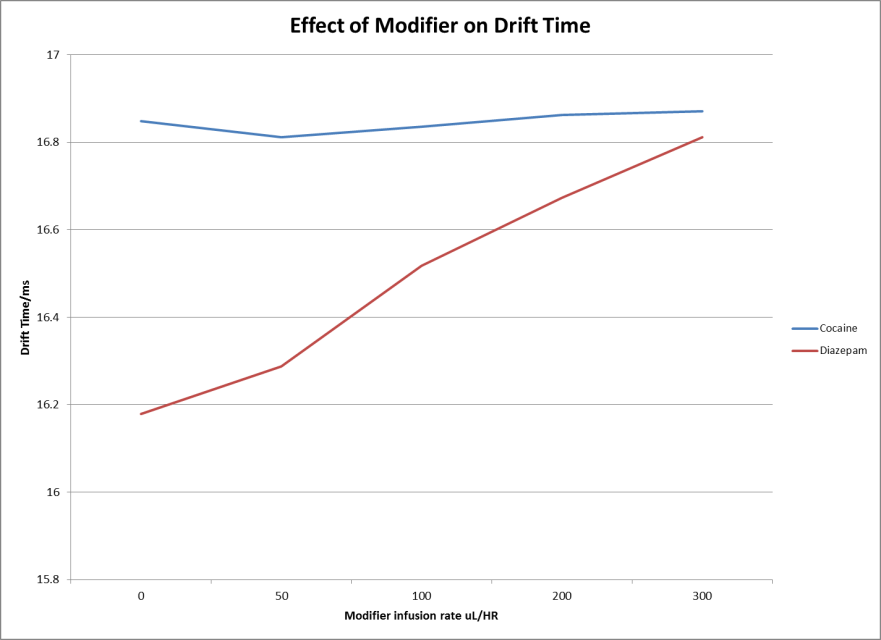 Effect of Modifier on Drift Time
17
16.8
16.6
16.4
16.2
16
15.8
Drift Time/ms
0 50 100 200 300
Modifier infusion rate uL/HR
Cocaine
Diazepam